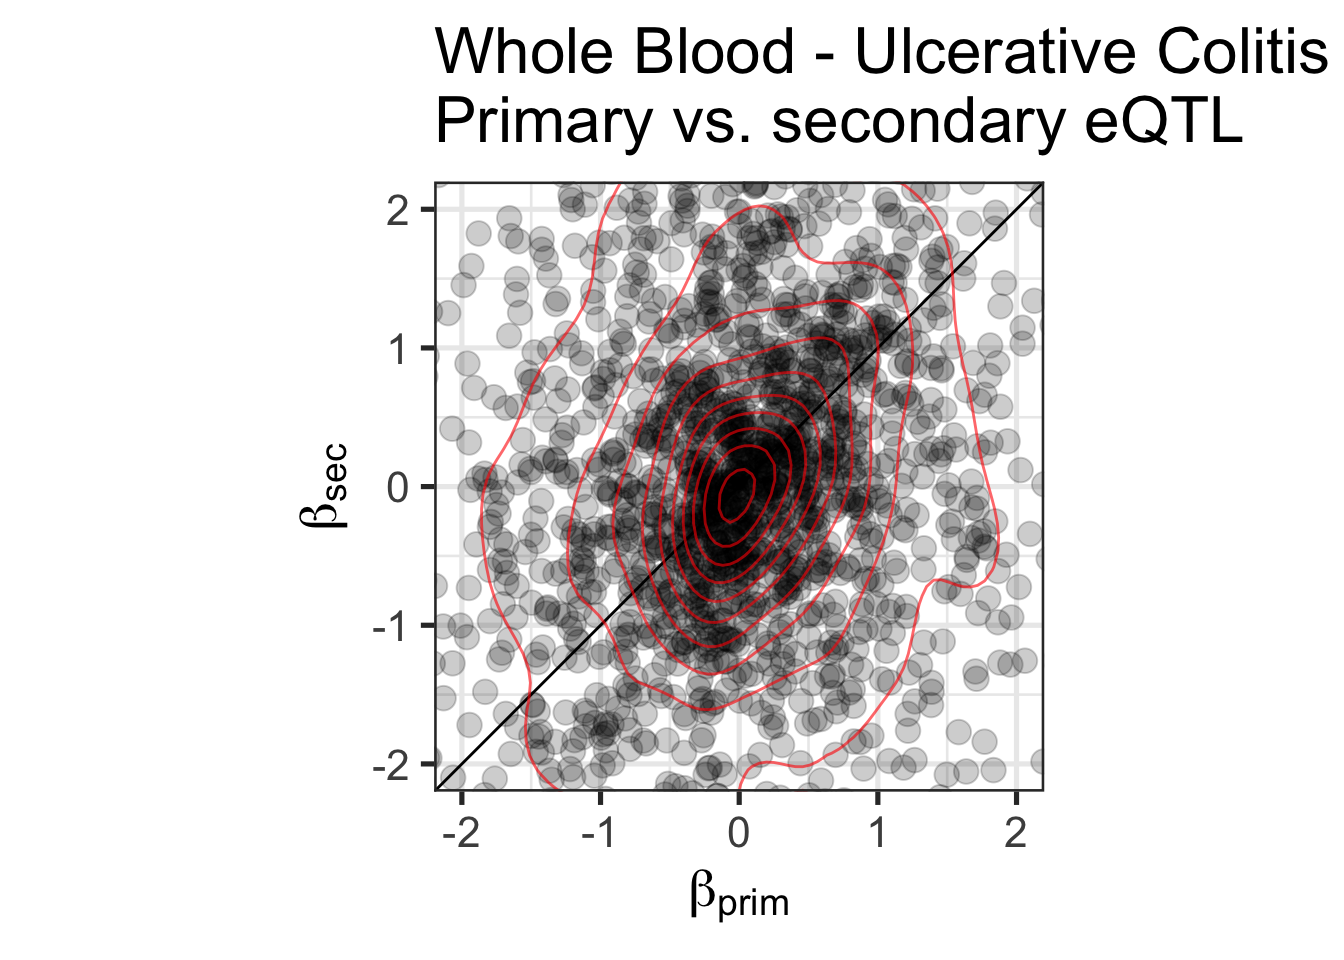 Whole Blood - Ulcerative Colitis
Primary vs. secondary eQTL
2
1
0
-1
-2
βsec
-2 -1 0 1 2
βprim